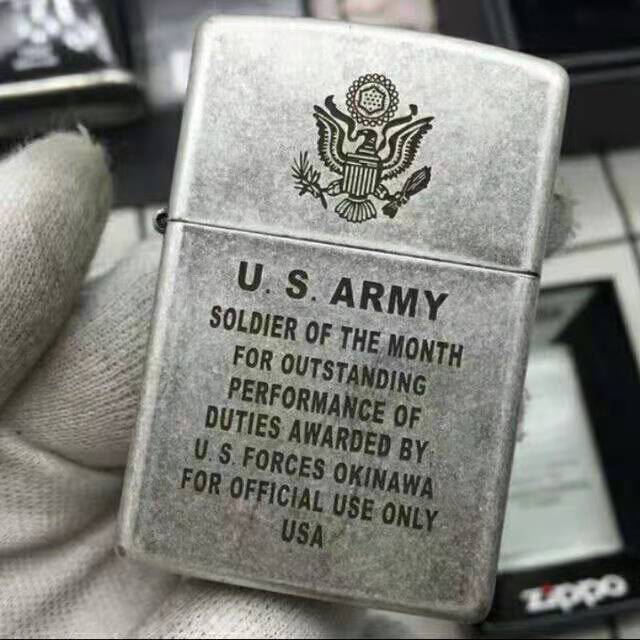 U. S. ARMY
SOLDIER OF THE MONTH
FOR OUTSTANDING
PERFORMANCE OF
DUTIES AWARDED BY
U. S. FORCES OKINAWA
FOR OFFICIAL USE ONLY
USA
zippo